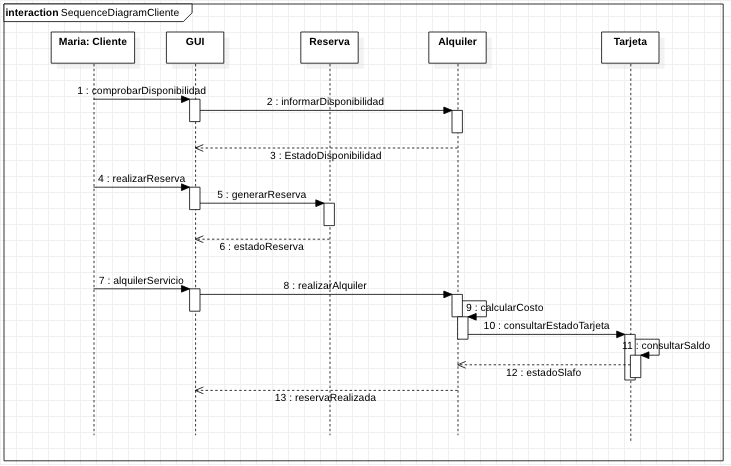 interaction SequenceDiagramCliente
Maria: Cliente
GUI
Reserva
Alquiler
Tarjeta
1 : comprobarDisponibilidad
2 : informarDisponibilidad
3 : EstadoDisponibilidad
4 : realizarReserva
5 : generarReserva
6 : estadoReserva
7 : alquilerServicio
8 : realizarAlquiler
9 : calcularCosto
10 : consultarEstadoTarjeta
11 : consultarSaldo
12 : estadoSlafo
13 : reservaRealizada